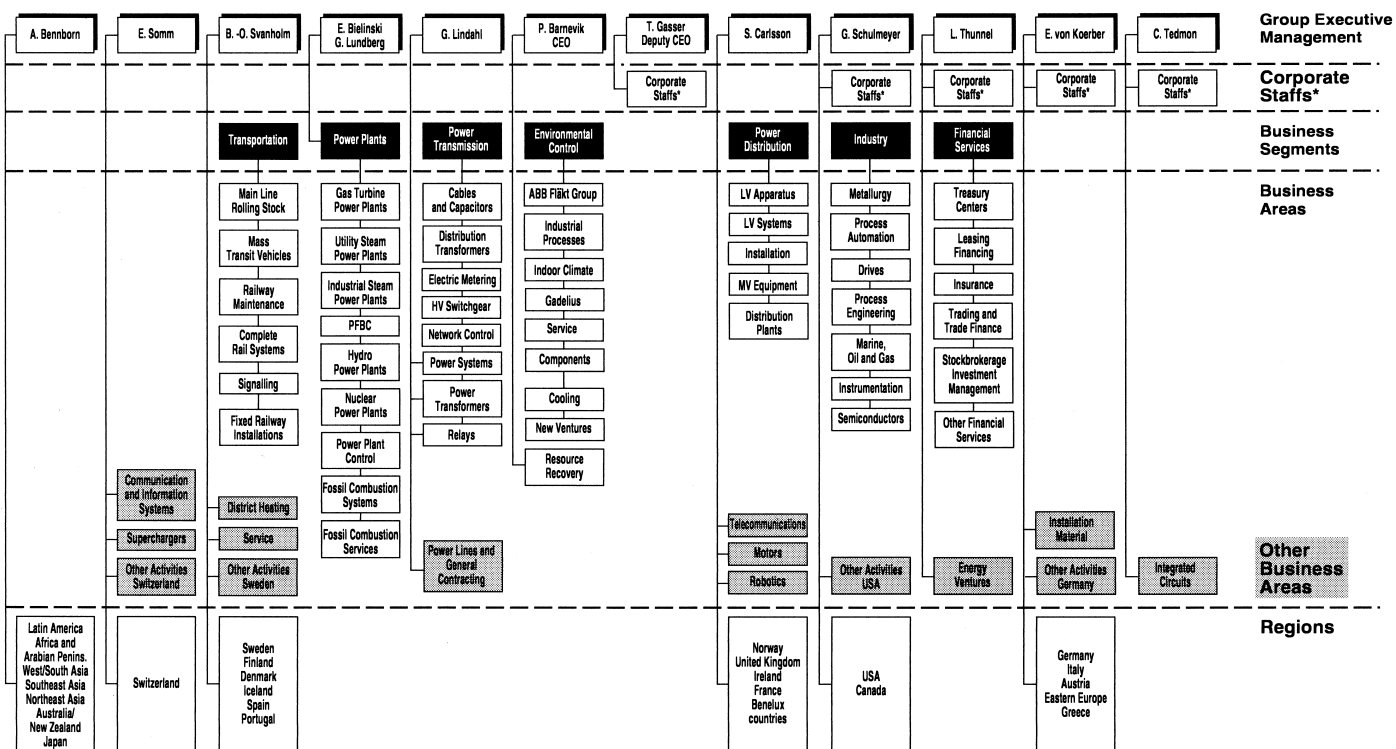 A. Bennborn
E. Somm
B. -O. Svanholm
E. Bielinski
G. Lundberg
G. Lindahl
P. Barnevik
CEO
T. Gasser
Deputy CEO
S. Carlsson
G. Schulmeyer
L. Thunnel
E. von Koerber
C. Tedmon
Group Executive
Management
Corporate
Staffs*
Corporate
Staffs*
Corporate
Staffs*
Corporate
Staffs*
Corporate
Staffs*
Corporate
Staffs*
Transportation
Power Plants
Power
Transmission
Environmental
Control
Power
Distribution
Industry
Financial
Services
Business
Segments
Main Line
Rolling Stock
Mass
Transit Vehicles
Railway
Maintenance
Complete
Rail Systems
Signalling
Fixed Railway
Installations
Gas Turbine
Power Plants
Utility Steam
Power Plants
Industrial Steam
Power Plants
PFBC
Hydro
Power Plants
Nuclear
Power Plants
Power Plant
Control
Fossil Combustion
Systems
Fossil Combustion
Services
Cables
and Capacitors
Distribution
Transformers
Electric Metering
HV Switchgear
Network Control
Power Systems
Power
Transformers
Relays
ABB Fläkt Group
Industrial
Processes
Indoor Climate
Gadelius
Service
Components
Cooling
New Ventures
Resource
Recovery
LV Apparatus
LV Systems
Installation
MV Equipment
Distribution
Plants
Metallurgy
Process
Automation
Drives
Process
Engineering
Marine,
Oil and Gas
Instrumentation
Semiconductors
Treasury
Centers
Leasing
Financing
Insurance
Trading and
Trade Finance
Stockbrokerage
Investment
Management
Other Financial
Services
Business
Areas
Communication
and Information
Systems
Superchargers
Other Activities
Switzerland
District Heating
Service
Other Activities
Sweden
Power Lines and
General
Contracting
Telecommunications
Motors
Robotics
Other Activities
USA
Energy
Ventures
Installation
Material
Other Activities
Germany
Integrated
Circuits
Other
Business
Areas
Latin America
Africa and
Arabian Penins.
West/South Asia
Southeast Asia
Northeast Asia
Australia/
New Zealand
Japan
Switzerland
Sweden
Finland
Denmark
Iceland
Spain
Portugal
Norway
United Kingdom
Ireland
France
Benelux
countries
USA
Canada
Germany
Italy
Austria
Eastern Europe
Greece
Regions